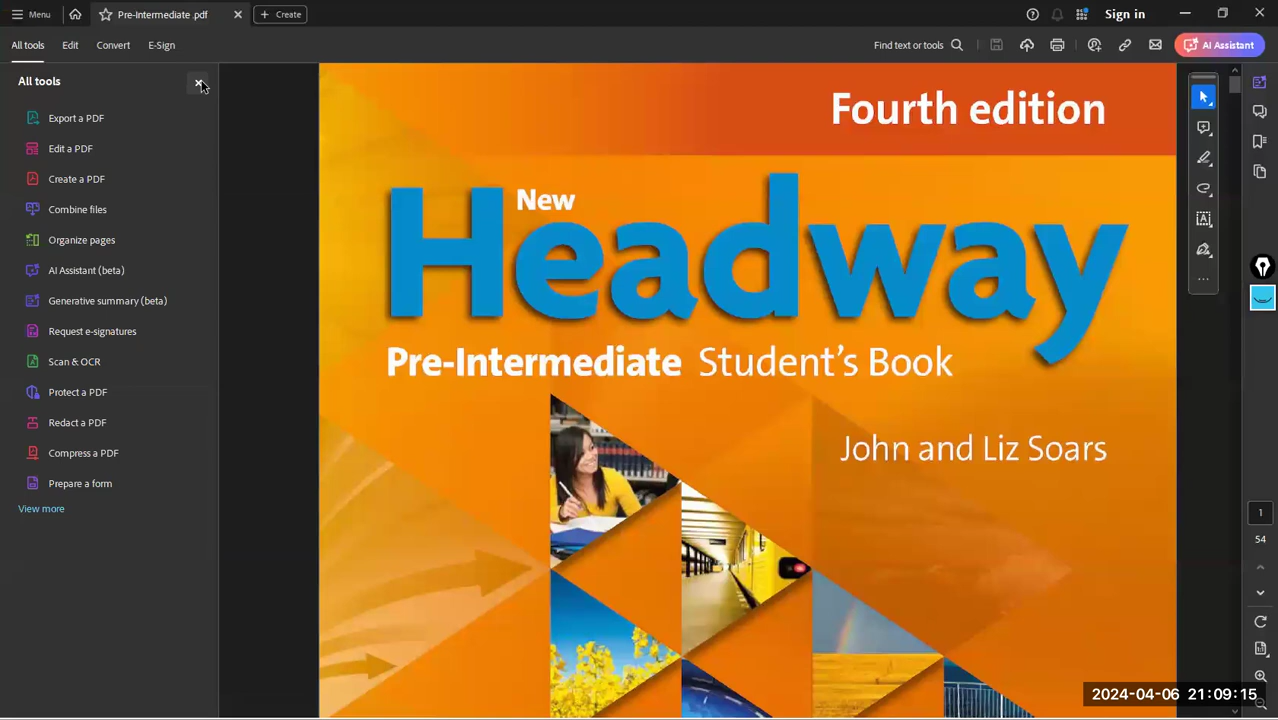 Menu
Pre-Intermediate .pdf
Create
Sign in
All tools
Edit
Convert
E-Sign
Find text or tools
AI Assistant
All tools
Export a PDF
Edit a PDF
Create a PDF
Combine files
Organize pages
AI Assistant (beta)
Generative summary (beta)
Request e-signatures
Scan & OCR
Protect a PDF
Redact a PDF
Compress a PDF
Prepare a form
View more
Fourth edition
New
Headway
Pre-Intermediate Student's Book
John and Liz Soars
1
54
2024-04-06 21:09:15